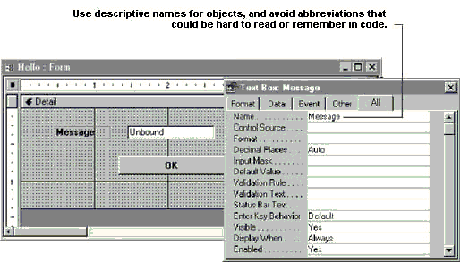 Use descriptive names for objects, and avoid abbreviations that
could be hard to read or remember in code.
Hello : Form
1
2
Detail
Message
Unbound
OK
Text Box: Message
Format
Data
Event
Other
All
Name . . . . . . . . . . . Message
Control Source . . . .
Format . . . . . . . . . .
Decimal Places . . . . Auto
Input Mask . . . . . . .
Default Value . . . . . .
Validation Rule . . . .
Validation Text . . . . .
Status Bar Text
Enter Key Behavior . Default
Visible . . . . . . . . . . Yes
Display When . . . . . Always
Enabled . . . . . . . . . Yes